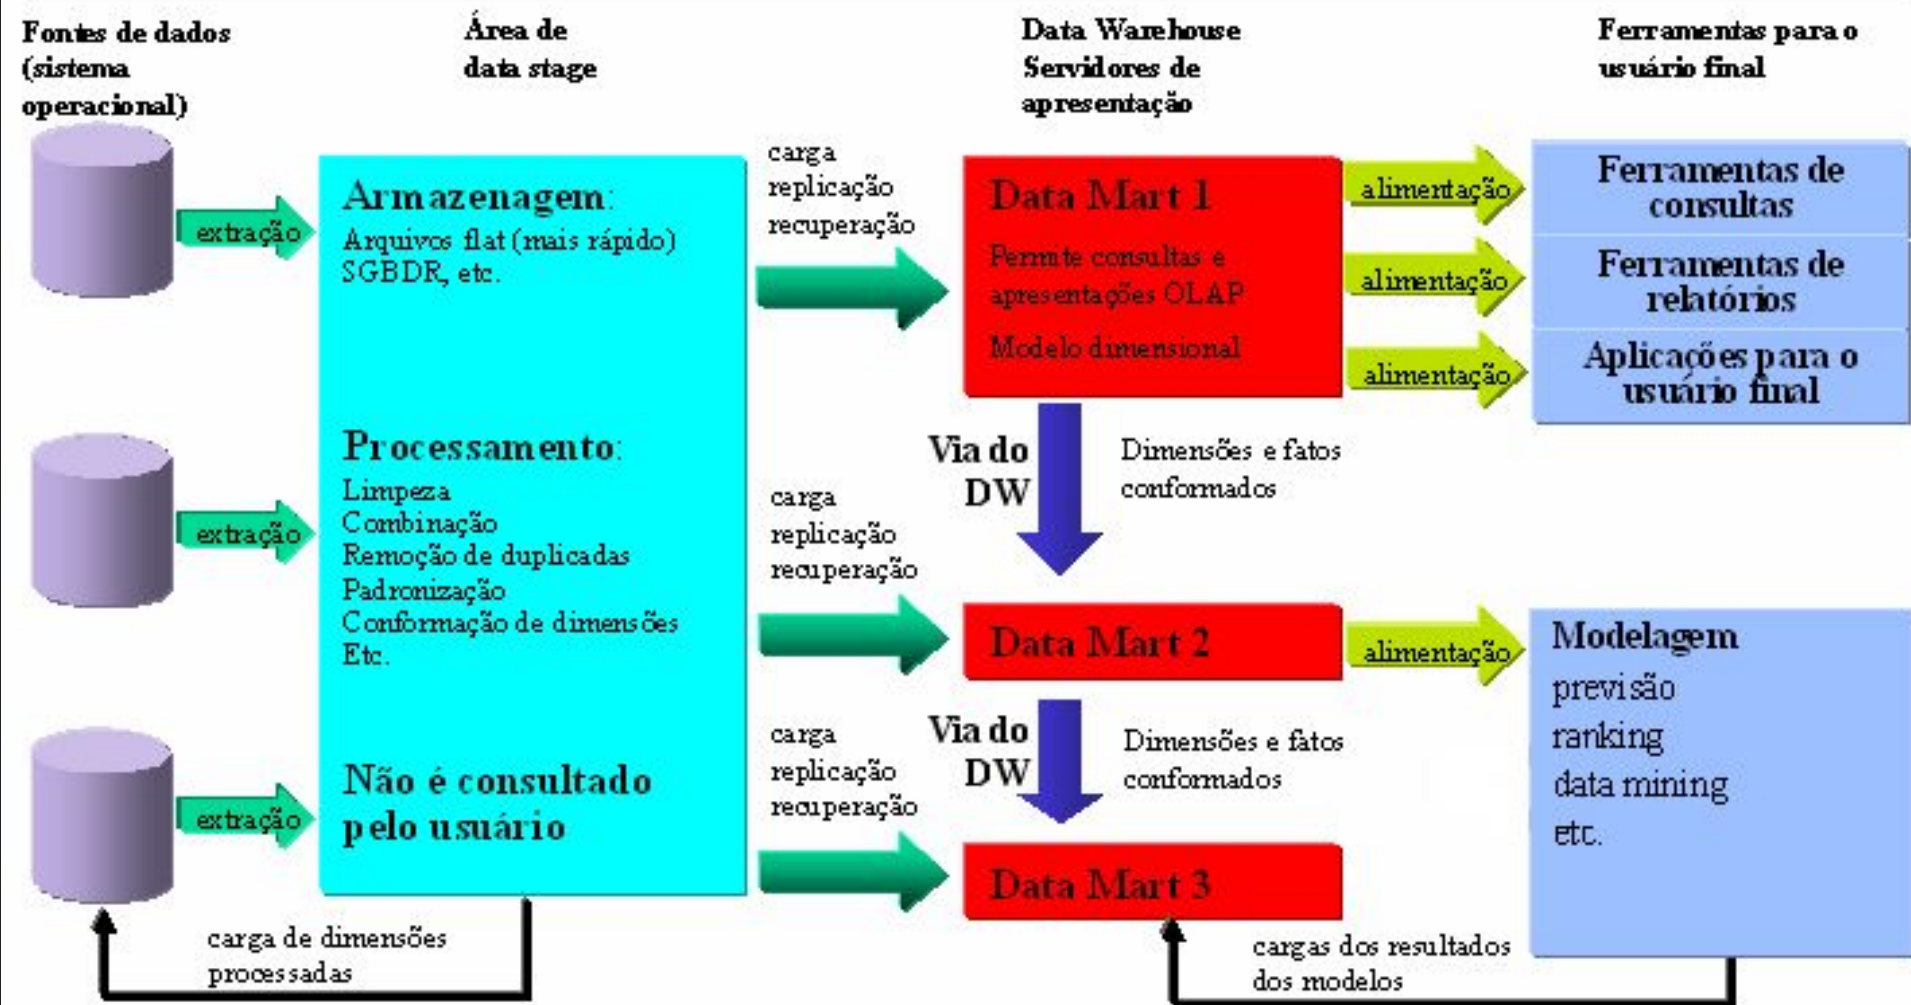 Fontes de dados
(sistema
operacional)
Área de
data stage
Data Warehouse
Servidores de
apresentação
Ferramentas para o
usuário final
extração
Armazenagem:
Arquivos flat (mais rápido)
SGBDR, etc.
carga
replicação
recuperação
Data Mart 1
Permite consultas e
apresentações OLAP
Modelo dimensional
alimentação
alimentação
alimentação
Ferramentas de
consultas
Ferramentas de
relatórios
Aplicações para o
usuário final
extração
Processamento:
Limpeza
Combinação
Remoção de duplicadas
Padronização
Conformação de dimensões
Etc.
carga
replicação
recuperação
Via do
DW
Dimensões e fatos
conformados
Data Mart 2
alimentação
Modelagem
previsão
ranking
data mining
etc.
extração
Não é consultado
pelo usuário
carga
replicação
recuperação
Via do
DW
Dimensões e fatos
conformados
Data Mart 3
carga de dimensões
processadas
cargas dos resultados
dos modelos